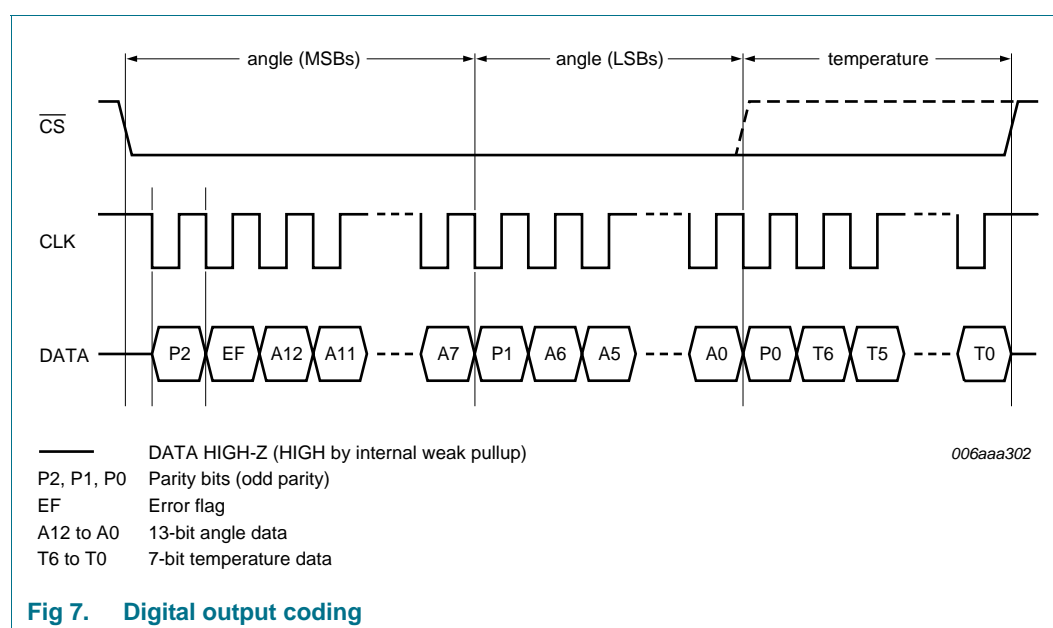 angle (MSBs) angle (LSBs) temperature
CS
CLK
DATA P2 EF A12 A11 A7 P1 A6 A5 A0 P0 T6 T5 T0
DATA HIGH-Z (HIGH by internal weak pullup) 006aaa302
P2, P1, P0 Parity bits (odd parity)
EF Error flag
A12 to A0 13-bit angle data
T6 to T0 7-bit temperature data
Fig 7. Digital output coding